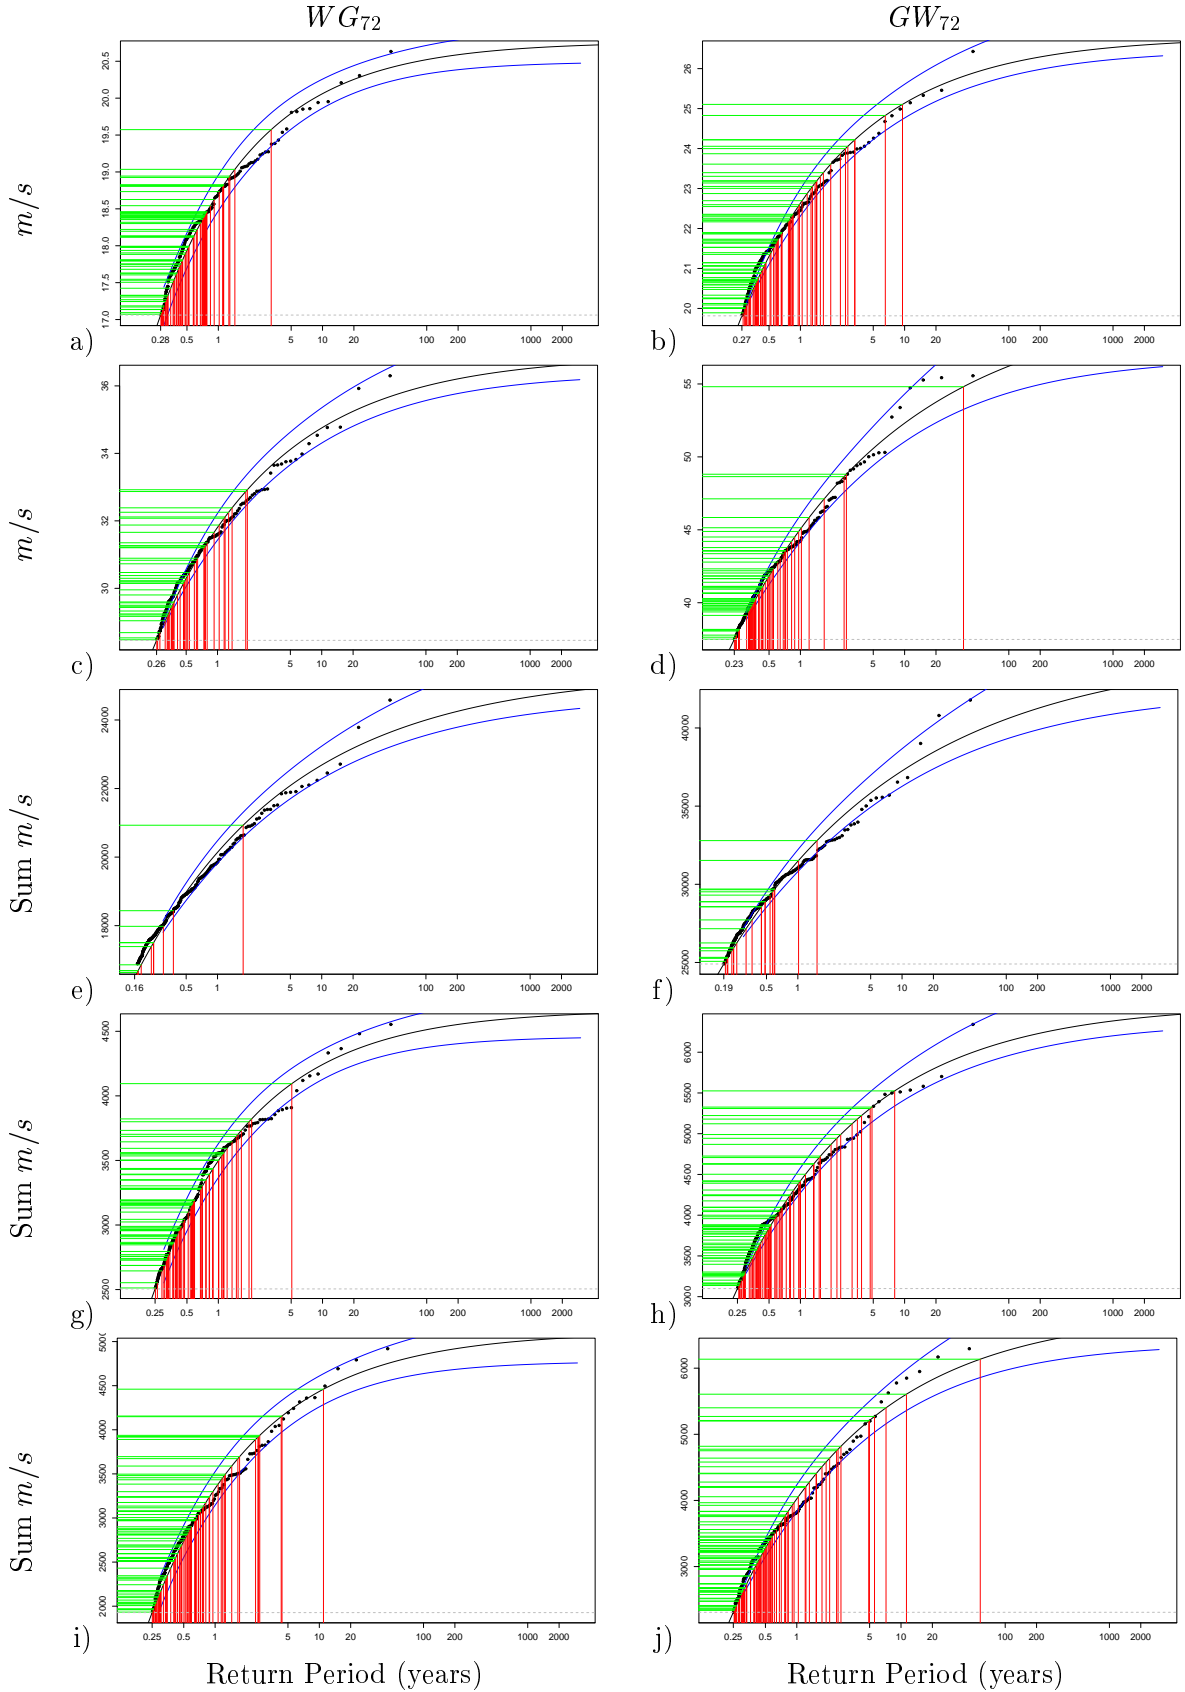 WG72 GW72
m/s
17.0 17.5 18.0 18.5 19.0 19.5 20.0 20.5
0.28 0.5 1 5 10 20 100 200 1000 2000
a)
20 21 22 23 24 25 26
0.27 0.5 1 5 10 20 100 200 1000 2000
b)
m/s
30 32 34 36
0.26 0.5 1 5 10 20 100 200 1000 2000
c)
40 45 50 55
0.23 0.5 1 5 10 20 100 200 1000 2000
d)
Sum m/s
18000 20000 22000 24000
0.16 0.5 1 5 10 20 100 200 1000 2000
e)
25000 30000 35000 40000
0.19 0.5 1 5 10 20 100 200 1000 2000
f)
Sum m/s
2500 3000 3500 4000 4500
0.25 0.5 1 5 10 20 100 200 1000 2000
g)
3000 3500 4000 4500 5000 5500 6000
0.25 0.5 1 5 10 20 100 200 1000 2000
h)
Sum m/s
2000 2500 3000 3500 4000 4500 5000
0.25 0.5 1 5 10 20 100 200 1000 2000
i)
3000 4000 5000 6000
0.25 0.5 1 5 10 20 100 200 1000 2000
j)
Return Period (years) Return Period (years)